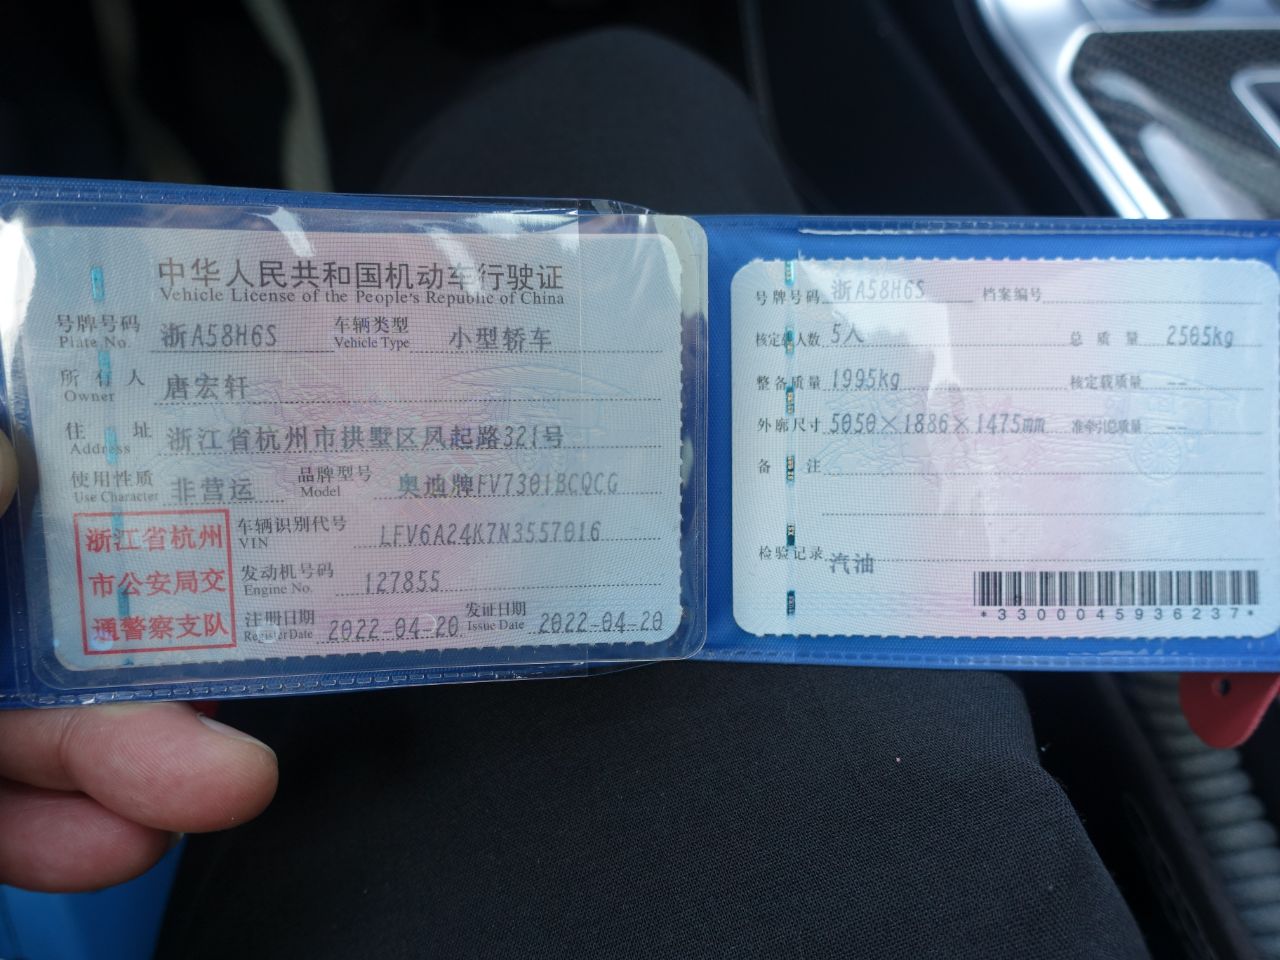 中华人民共和国机动车行驶证
Vehicle License of the People's Republic of China
号牌号码 浙A58H6S 车辆类型 小型轿车
Plate No. Vehicle Type
所有人 唐宏轩
Owner
住址 浙江省杭州市拱墅区凤起路321号
Address
使用性质 非营运 品牌型号 奥迪牌FV7301BCQCG
Use Character Model
浙江省杭州
市公安局交
通警察支队
车辆识别代号 LFV6A24K7N3557016
VIN
发动机号码 127855
Engine No.
注册日期 2022-04-20 发证日期 2022-04-20
Register Date Issue Date
号牌号码 浙A58H6S 档案编号
核定载人数 5人 总质量 2505kg
整备质量 1995kg 核定载质量 --
外廓尺寸 5050×1886×1475mm 准牵引总质量 --
备注
检验记录 汽油
*3300045936237*